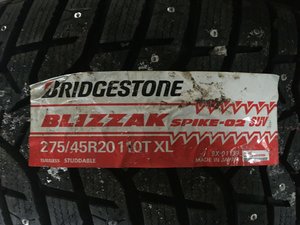 BRIDGESTONE
BLIZZAK SPIKE-02 SUV
275/45R20 110T XL
TUBELESS STUDDABLE
MADE IN JAPAN